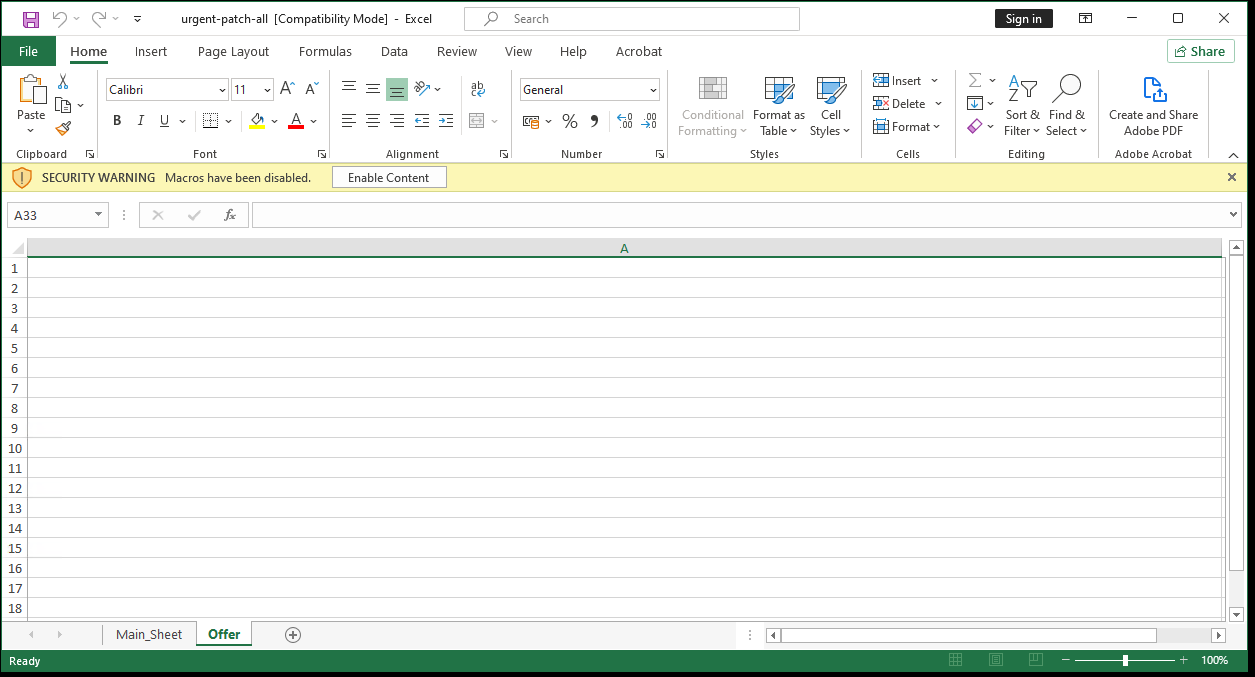 urgent-patch-all [Compatibility Mode] - Excel
Search
Sign in
File Home Insert Page Layout Formulas Data Review View Help Acrobat Share
Calibri 11 General
Paste
B I U A % ab c .00
Conditional Formatting
Format as Table
Cell Styles
Insert
Delete
Format
Sort & Filter
Find & Select
Create and Share Adobe PDF
Clipboard Font Alignment Number Styles Cells Editing Adobe Acrobat
SECURITY WARNING Macros have been disabled. Enable Content
A33 fx
A
1
2
3
4
5
6
7
8
9
10
11
12
13
14
15
16
17
18
Main_Sheet Offer
Ready 100%